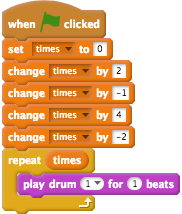 when clicked
set times to 0
change times by 2
change times by -1
change times by 4
change times by -2
repeat times
play drum 1 for 1 beats